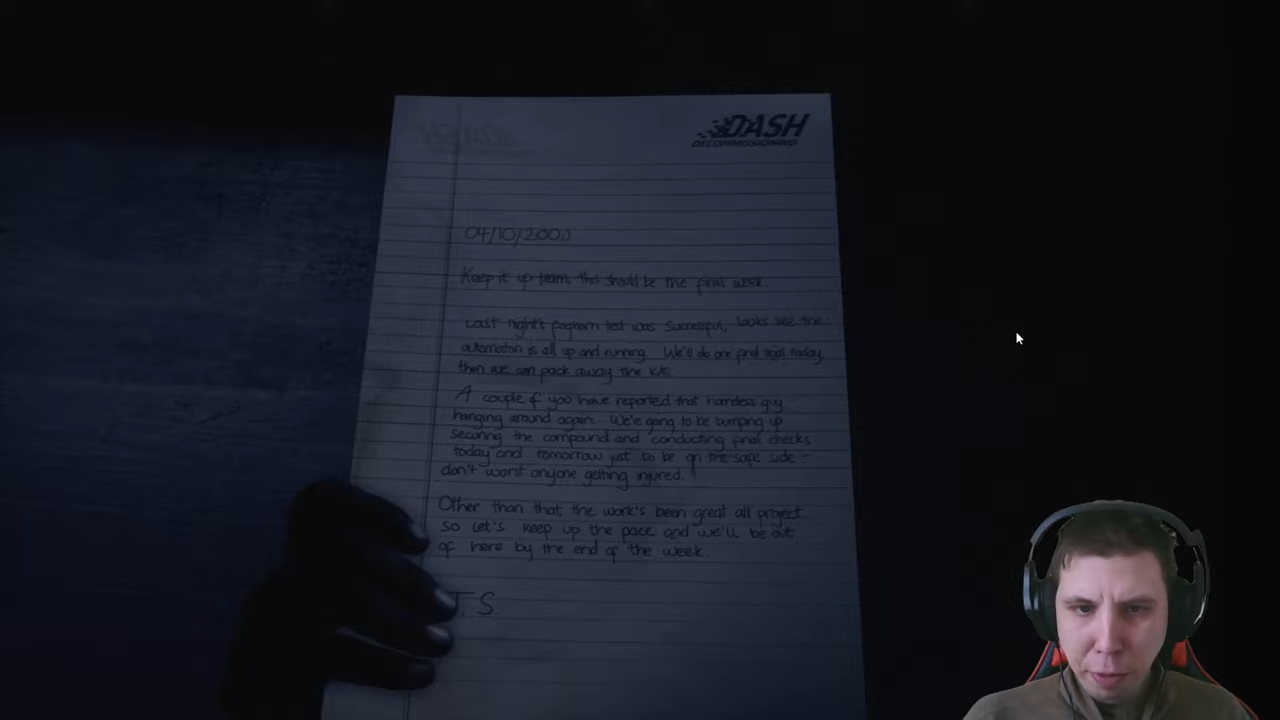 DASH
DECOMMISSIONING
04/10/2000
Keep it up team, this should be the final week.
Last night's foghorn test was successful, looks like the
automaton is all up and running. We'll do one final trial today,
then we can pack away the kit.
A couple of you have reported that homeless guy
hanging around again. We're going to be bumping up
securing the compound and conducting final checks
today and tomorrow just to be on the safe side -
don't want anyone getting injured.
Other than that, the work's been great all project
so let's keep up the pace and we'll be out
of here by the end of the week.
T. S